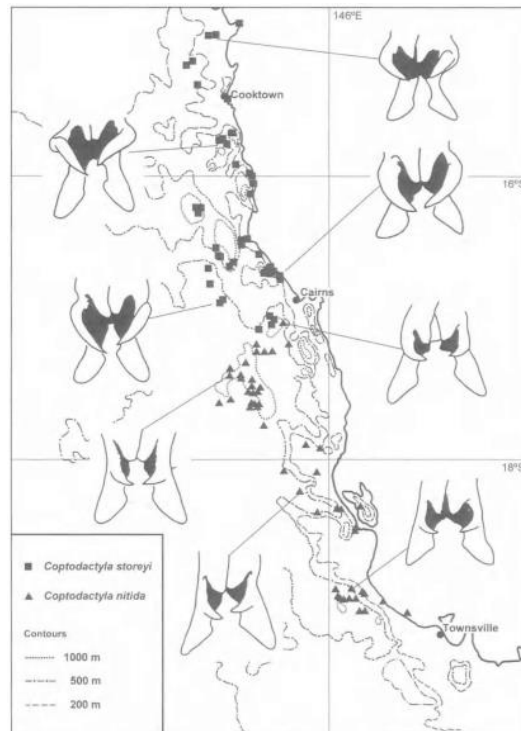 146°E
Cooktown
16°S
Cairns
18°S
Coptodactyla storeyi
Coptodactyla nitida
Contours
1000 m
500 m
200 m
Townsville